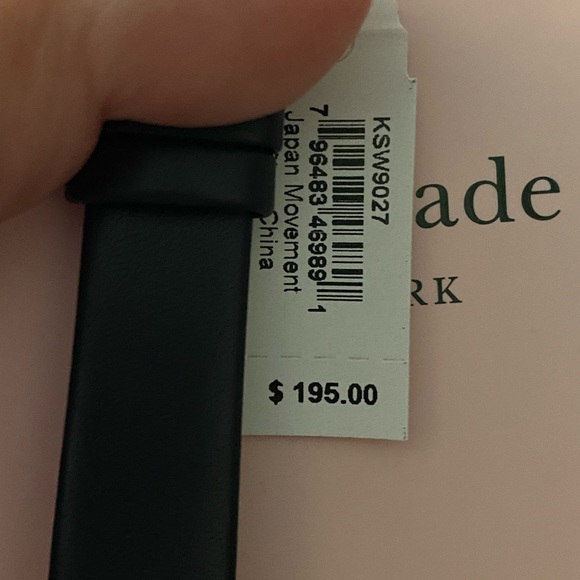 KSW9027
7 96483 46989 1
Japan Movement
China
$ 195.00
ade
RK